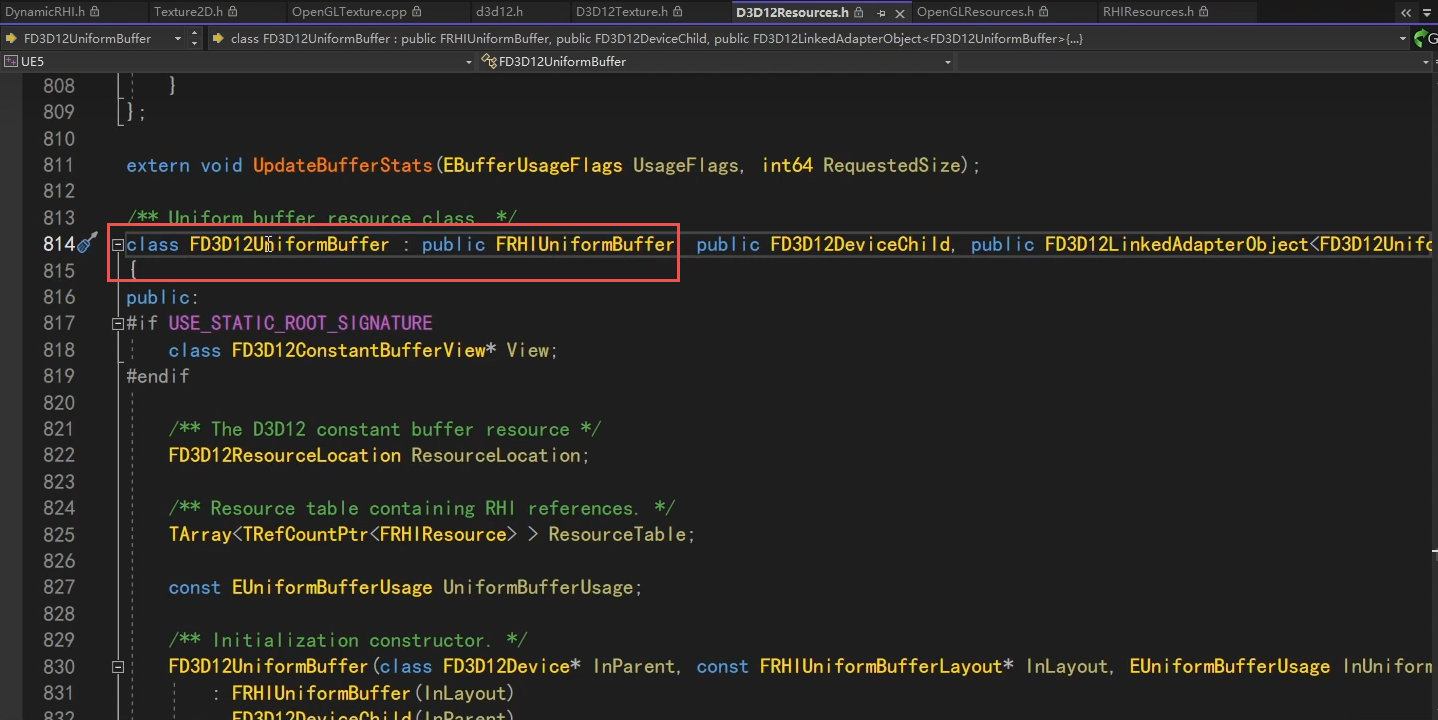 DynamicRHI.h Texture2D.h OpenGLTexture.cpp d3d12.h D3D12Texture.h D3D12Resources.h OpenGLResources.h RHIResources.h
FD3D12UniformBuffer class FD3D12UniformBuffer : public FRHIUniformBuffer, public FD3D12DeviceChild, public FD3D12LinkedAdapterObject<FD3D12UniformBuffer>{...} G
UE5 FD3D12UniformBuffer
808 }
809 };
810
811 extern void UpdateBufferStats(EBufferUsageFlags UsageFlags, int64 RequestedSize);
812
813 /** Uniform buffer resource class. */
814 class FD3D12UniformBuffer : public FRHIUniformBuffer public FD3D12DeviceChild, public FD3D12LinkedAdapterObject<FD3D12Unifo
815 {
816 public:
817 #if USE_STATIC_ROOT_SIGNATURE
818 class FD3D12ConstantBufferView* View;
819 #endif
820
821 /** The D3D12 constant buffer resource */
822 FD3D12ResourceLocation ResourceLocation;
823
824 /** Resource table containing RHI references. */
825 TArray<TRefCountPtr<FRHIResource> > ResourceTable;
826
827 const EUniformBufferUsage UniformBufferUsage;
828
829 /** Initialization constructor. */
830 FD3D12UniformBuffer(class FD3D12Device* InParent, const FRHIUniformBufferLayout* InLayout, EUniformBufferUsage InUniform
831 : FRHIUniformBuffer(InLayout)
832 FD3D12DeviceChild(InParent)